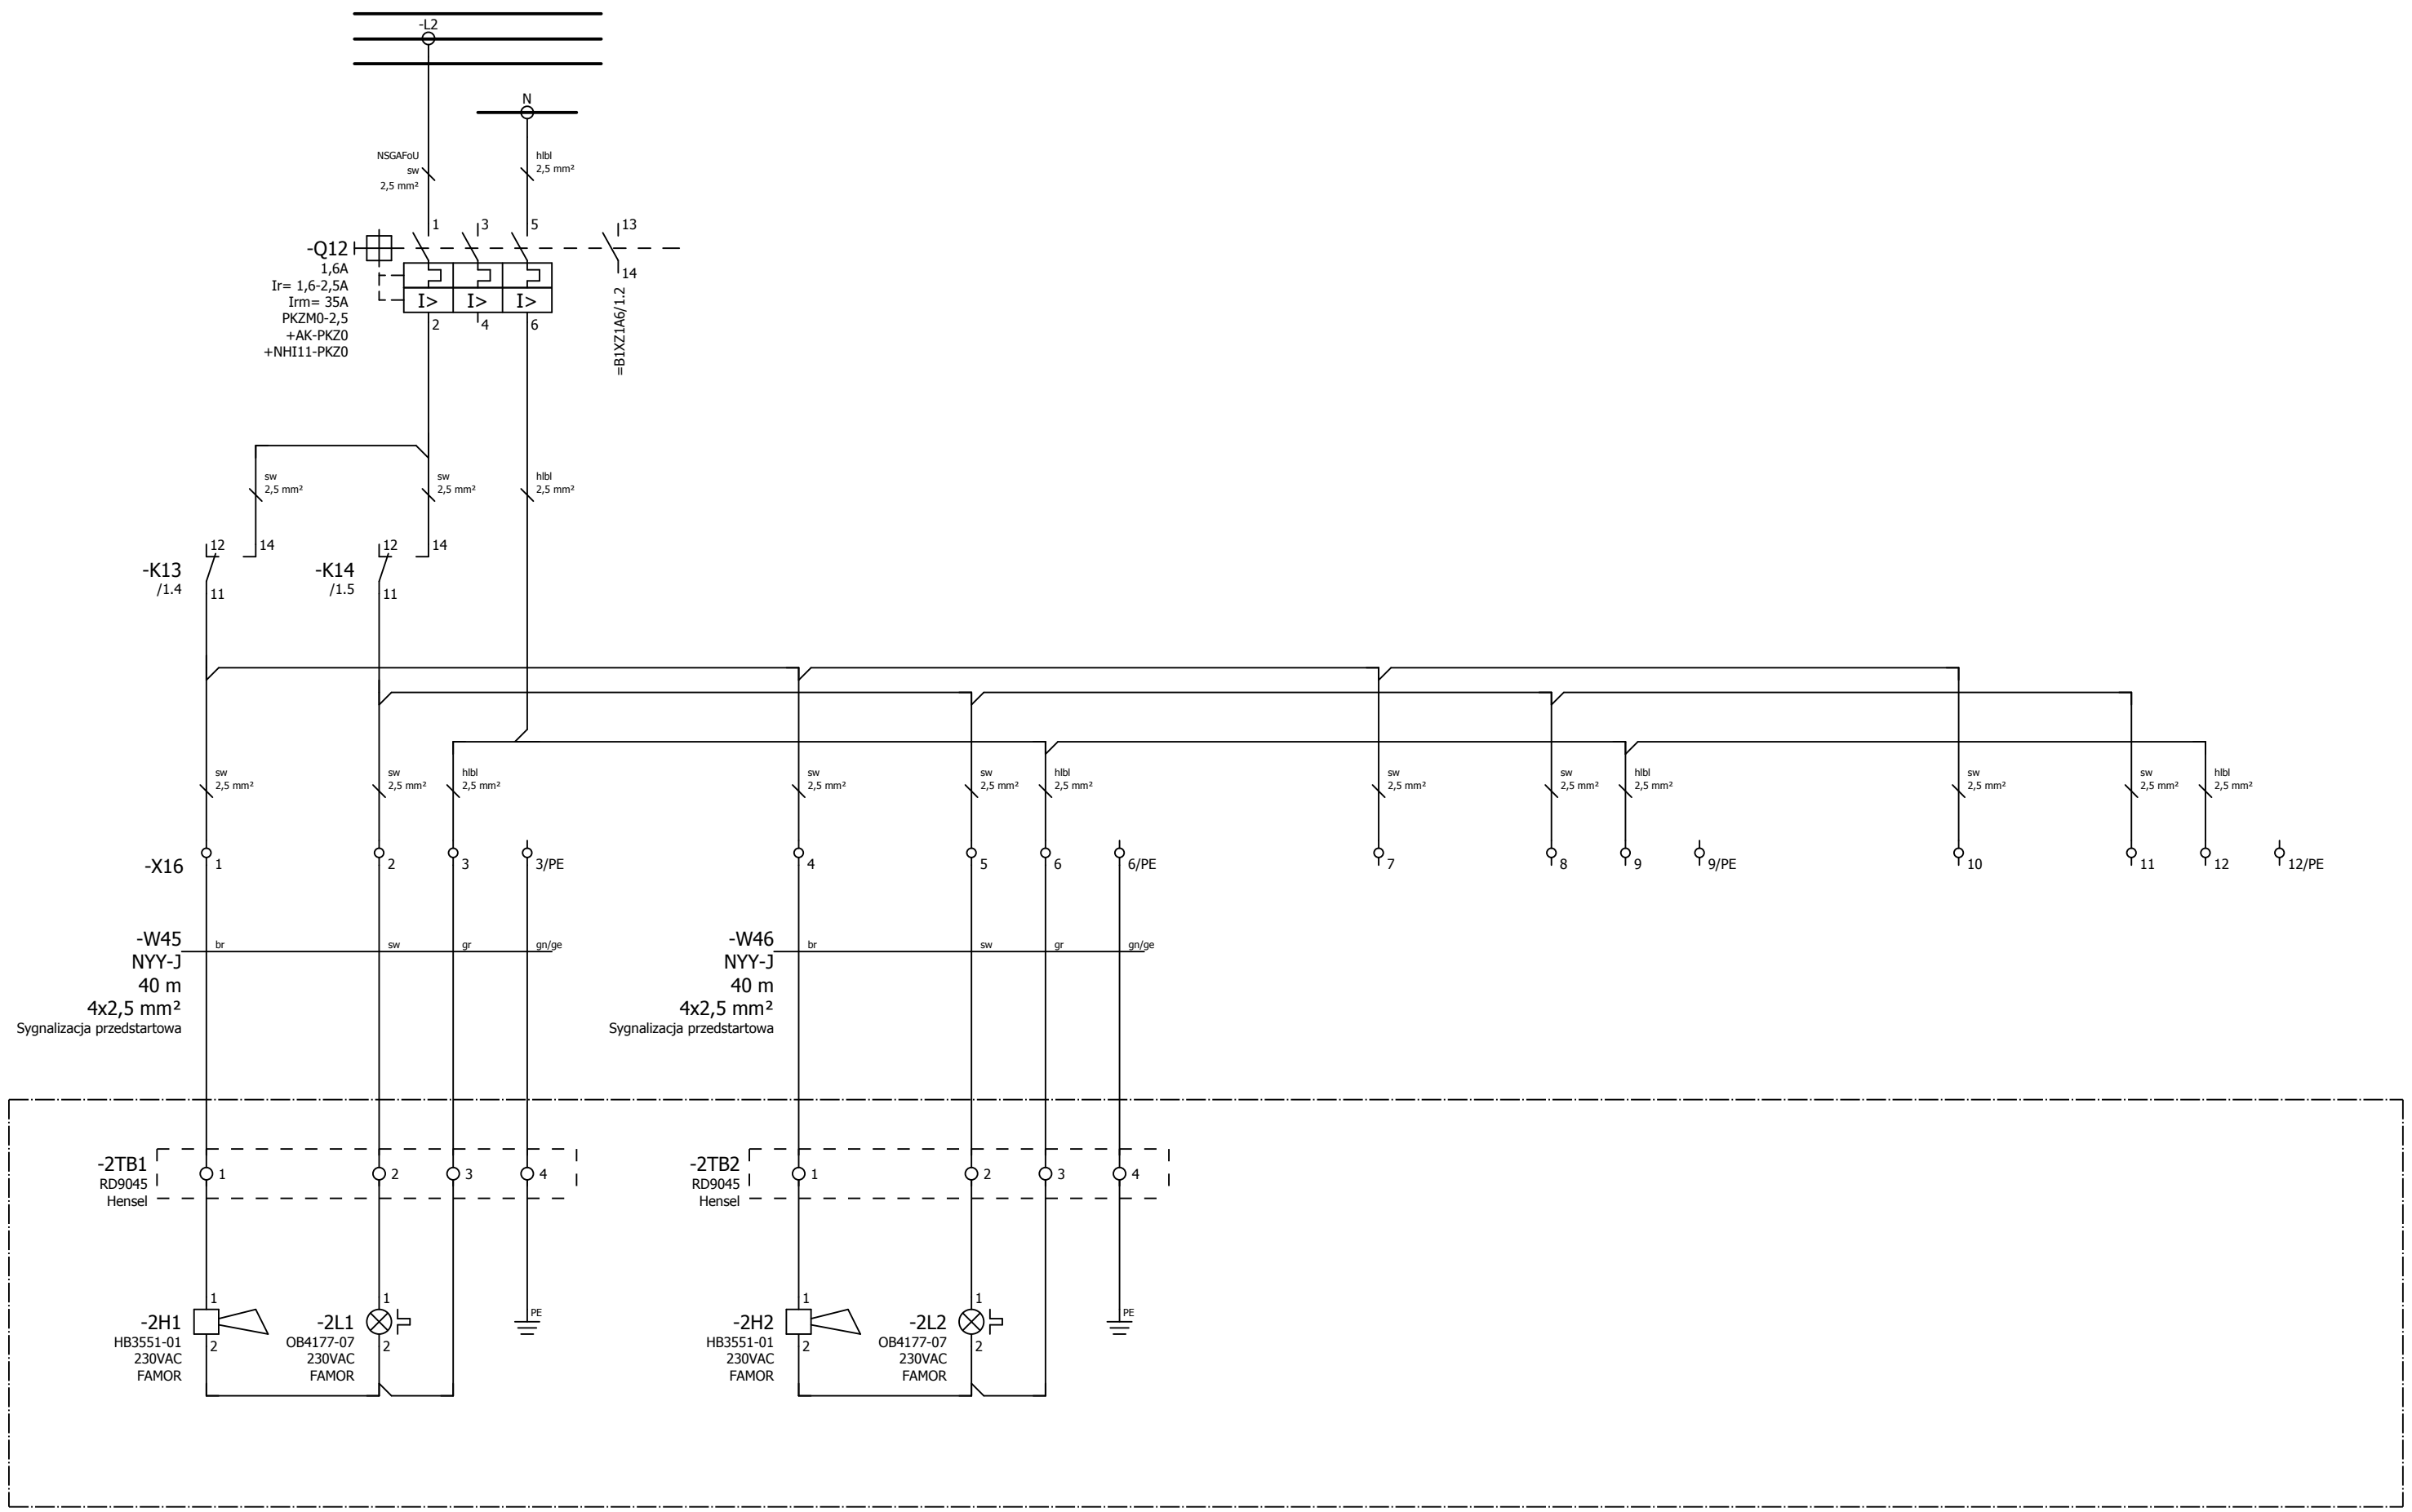 -L2
N
NSGAFoU
sw
2,5 mm²
hlbl
2,5 mm²
1
3
5
13
-Q12
1,6A
Ir= 1,6-2,5A
Irm= 35A
PKZM0-2,5
+AK-PKZ0
+NHI11-PKZ0
I>
I>
I>
2
4
6
14
=B1XZ1A6/1.2
sw
2,5 mm²
sw
2,5 mm²
hlbl
2,5 mm²
-K13
/1.4
12
14
11
-K14
/1.5
12
14
11
sw
2,5 mm²
sw
2,5 mm²
hlbl
2,5 mm²
sw
2,5 mm²
sw
2,5 mm²
hlbl
2,5 mm²
sw
2,5 mm²
sw
2,5 mm²
hlbl
2,5 mm²
sw
2,5 mm²
sw
2,5 mm²
hlbl
2,5 mm²
-X16
1
2
3
3/PE
4
5
6
6/PE
7
8
9
9/PE
10
11
12
12/PE
-W45
NYY-J
40 m
4x2,5 mm²
Sygnalizacja przedstartowa
br
sw
gr
gn/ge
-W46
NYY-J
40 m
4x2,5 mm²
Sygnalizacja przedstartowa
br
sw
gr
gn/ge
-2TB1
RD9045
Hensel
1
2
3
4
-2TB2
RD9045
Hensel
1
2
3
4
-2H1
HB3551-01
230VAC
FAMOR
1
2
-2L1
OB4177-07
230VAC
FAMOR
1
2
PE
-2H2
HB3551-01
230VAC
FAMOR
1
2
-2L2
OB4177-07
230VAC
FAMOR
1
2
PE